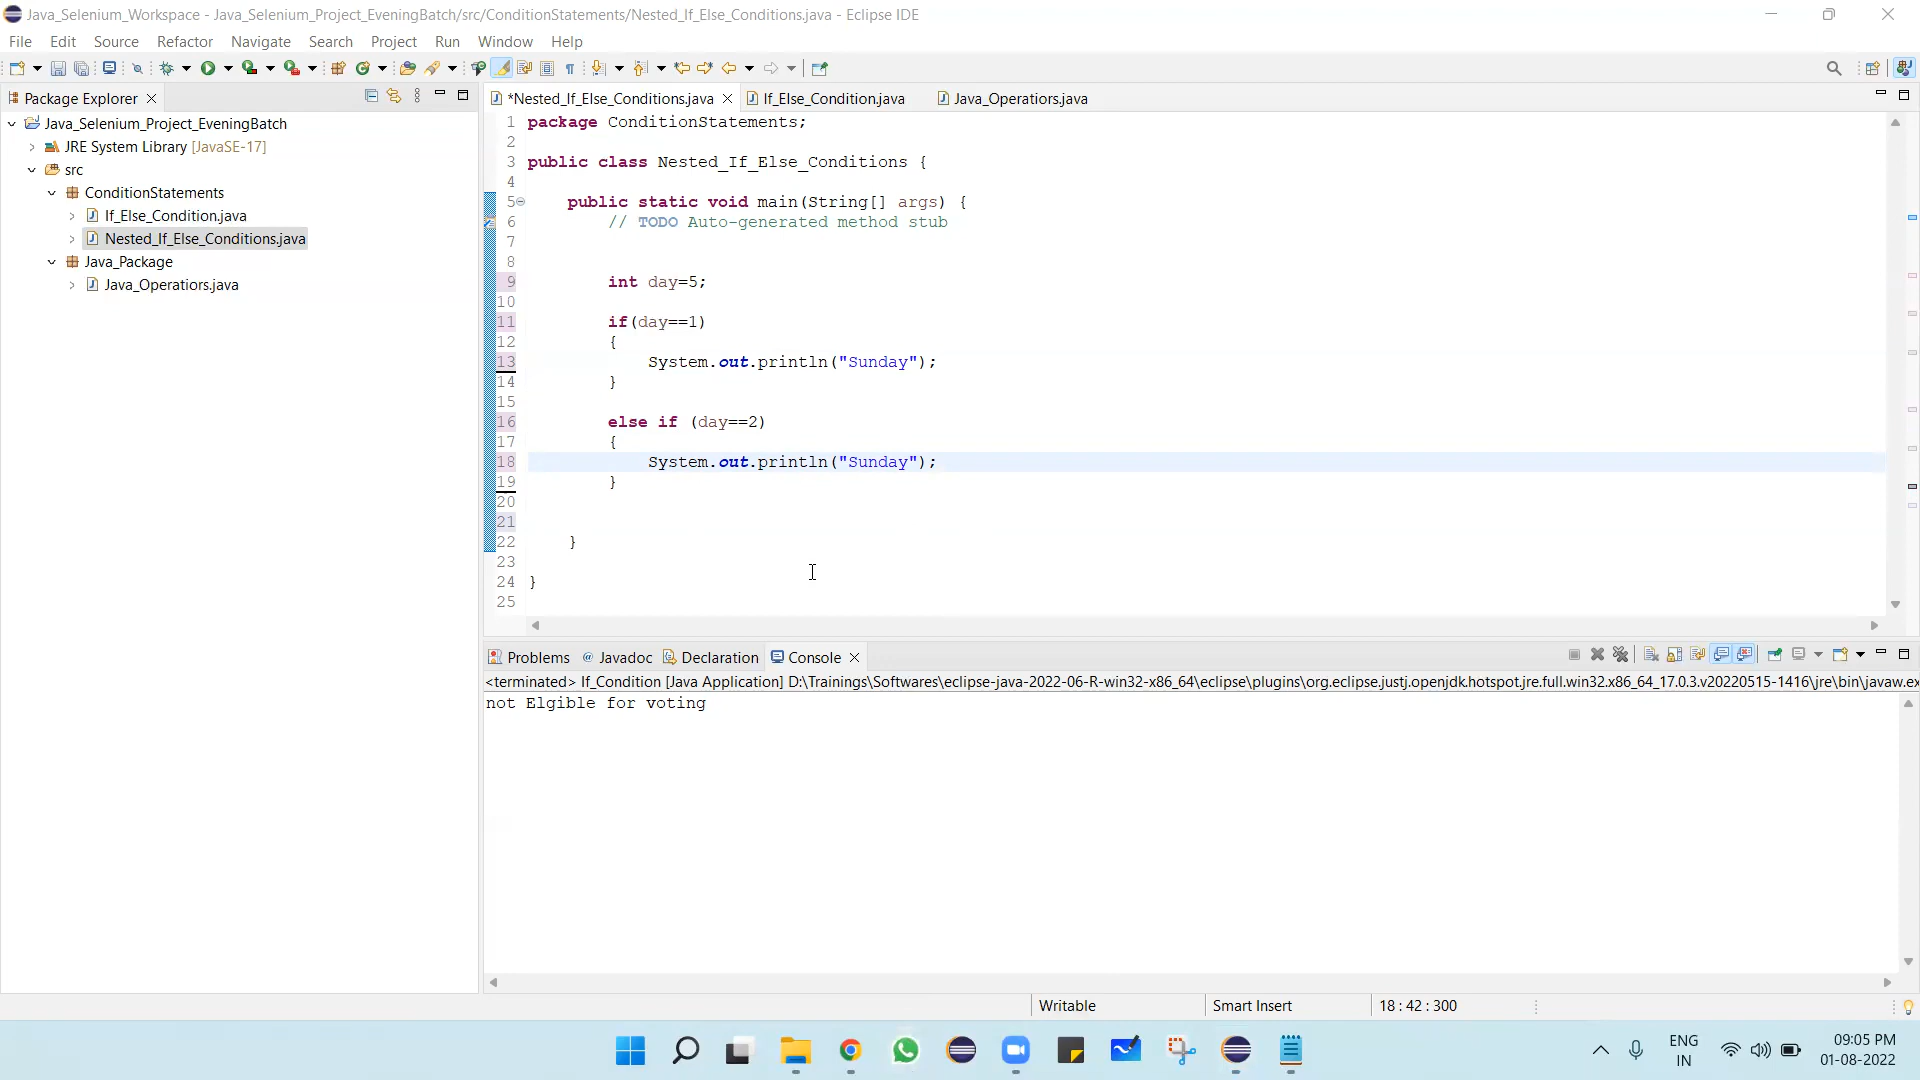 Java_Selenium_Workspace - Java_Selenium_Project_EveningBatch/src/ConditionStatements/Nested_If_Else_Conditions.java - Eclipse IDE
File Edit Source Refactor Navigate Search Project Run Window Help
Package Explorer
Java_Selenium_Project_EveningBatch
JRE System Library [JavaSE-17]
src
ConditionStatements
If_Else_Condition.java
Nested_If_Else_Conditions.java
Java_Package
Java_Operatiors.java
*Nested_If_Else_Conditions.java If_Else_Condition.java Java_Operatiors.java
1 package ConditionStatements;
2
3 public class Nested_If_Else_Conditions {
4
5 public static void main(String[] args) {
6 // TODO Auto-generated method stub
7
8
9 int day=5;
10
11 if(day==1)
12 {
13 System.out.println("Sunday");
14 }
15
16 else if (day==2)
17 {
18 System.out.println("Sunday");
19 }
20
21
22 }
23
24 }
25
Problems Javadoc Declaration Console
<terminated> If_Condition [Java Application] D:\Trainings\Softwares\eclipse-java-2022-06-R-win32-x86_64\eclipse\plugins\org.eclipse.justj.openjdk.hotspot.jre.full.win32.x86_64_17.0.3.v20220515-1416\jre\bin\javaw.ex
not Elgible for voting
Writable Smart Insert 18 : 42 : 300
ENG
IN
09:05 PM
01-08-2022